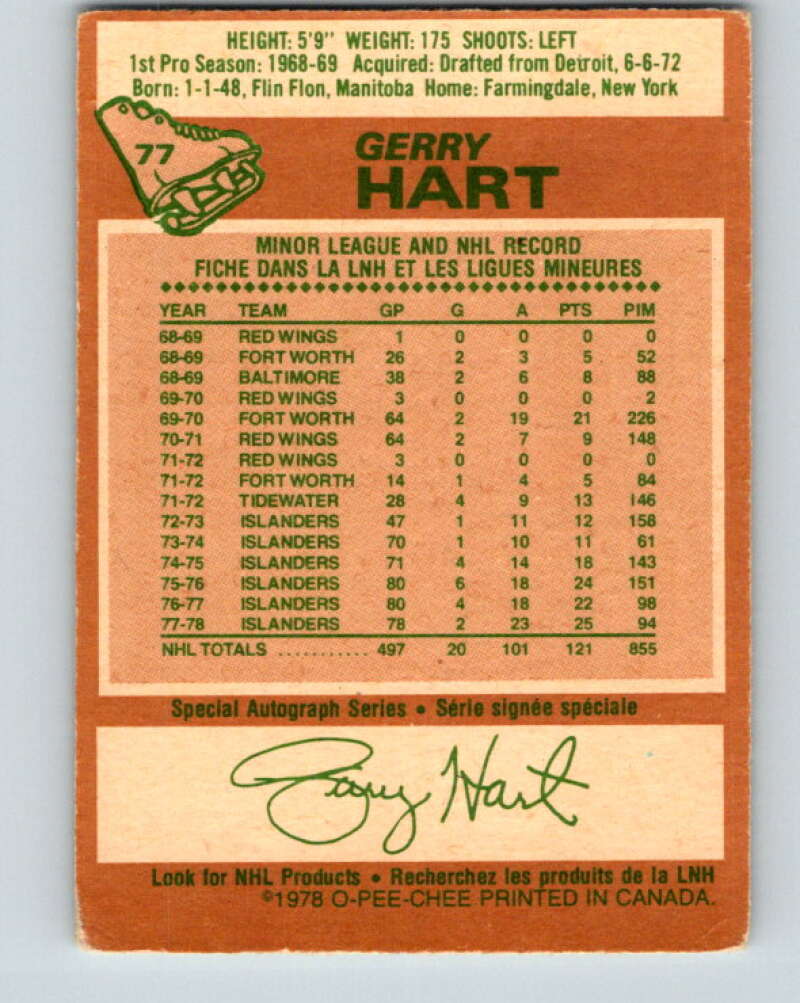 HEIGHT: 5'9" WEIGHT: 175 SHOOTS: LEFT
1st Pro Season: 1968-69 Acquired: Drafted from Detroit, 6-6-72
Born: 1-1-48, Flin Flon, Manitoba Home: Farmingdale, New York
77
GERRY
HART
MINOR LEAGUE AND NHL RECORD
FICHE DANS LA LNH ET LES LIGUES MINEURES
YEAR TEAM GP G A PTS PIM
68-69 RED WINGS 1 0 0 0 0
68-69 FORT WORTH 26 2 3 5 52
68-69 BALTIMORE 38 2 6 8 88
69-70 RED WINGS 3 0 0 0 2
69-70 FORT WORTH 64 2 19 21 226
70-71 RED WINGS 64 2 7 9 148
71-72 RED WINGS 3 0 0 0 0
71-72 FORT WORTH 14 1 4 5 84
71-72 TIDEWATER 28 4 9 13 146
72-73 ISLANDERS 47 1 11 12 158
73-74 ISLANDERS 70 1 10 11 61
74-75 ISLANDERS 71 4 14 18 143
75-76 ISLANDERS 80 6 18 24 151
76-77 ISLANDERS 80 4 18 22 98
77-78 ISLANDERS 78 2 23 25 94
NHL TOTALS ........... 497 20 101 121 855
Special Autograph Series • Série signée spéciale
Gerry Hart
Look for NHL Products • Recherchez les produits de la LNH
©1978 O-PEE-CHEE PRINTED IN CANADA.